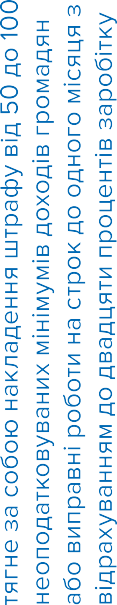 тягне за собою накладення штрафу від 50 до 100
неоподатковуваних мінімумів доходів громадян
або виправні роботи на строк до одного місяця з
відрахуванням до двадцяти процентів заробітку